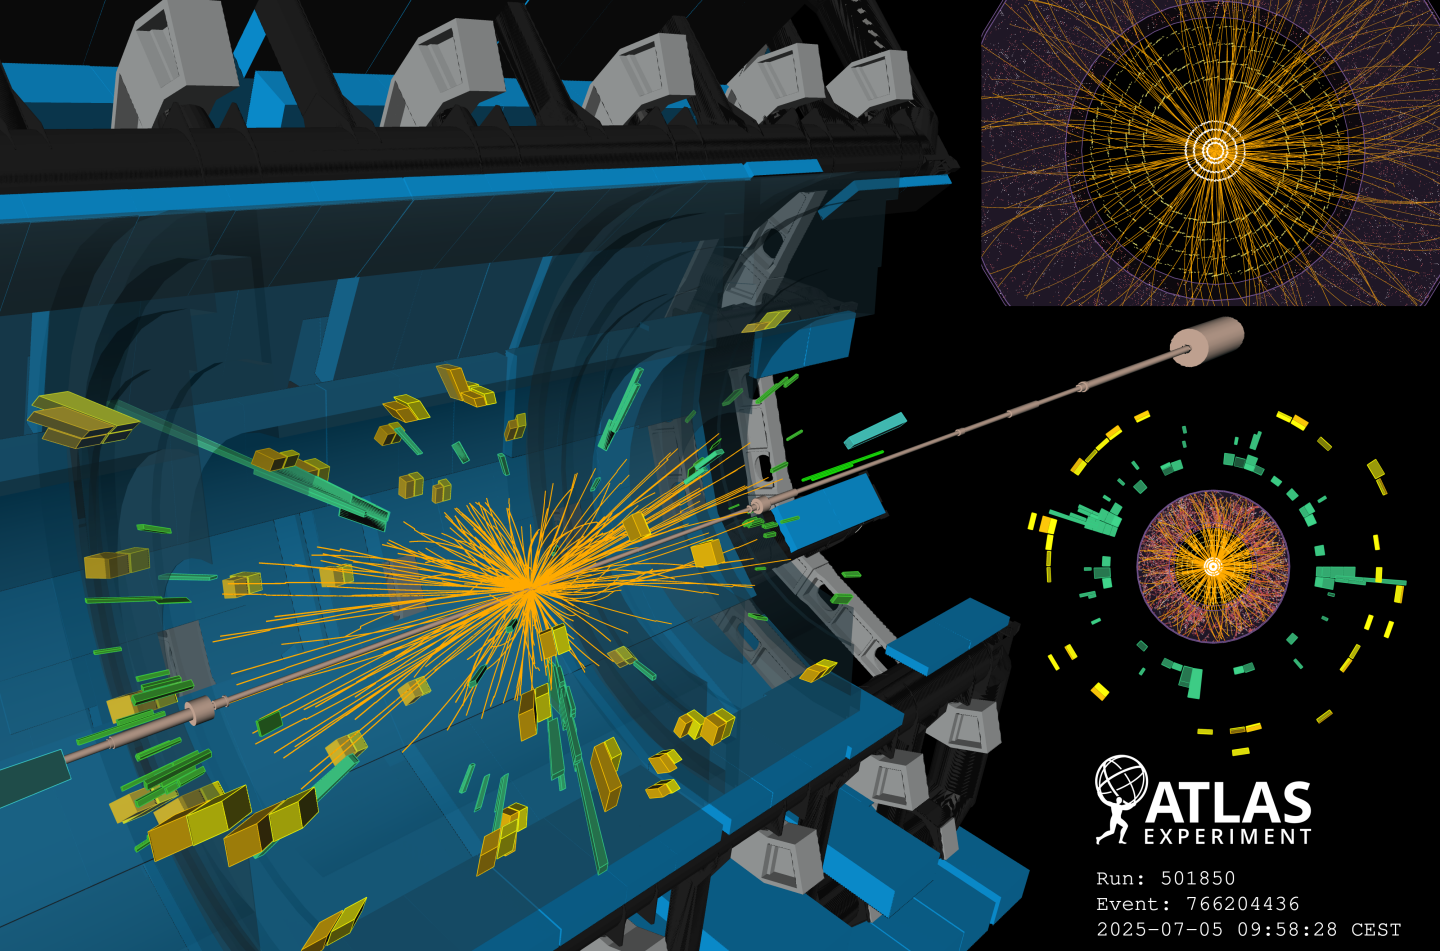 ATLAS
EXPERIMENT
Run: 501850
Event: 766204436
2025-07-05 09:58:28 CEST